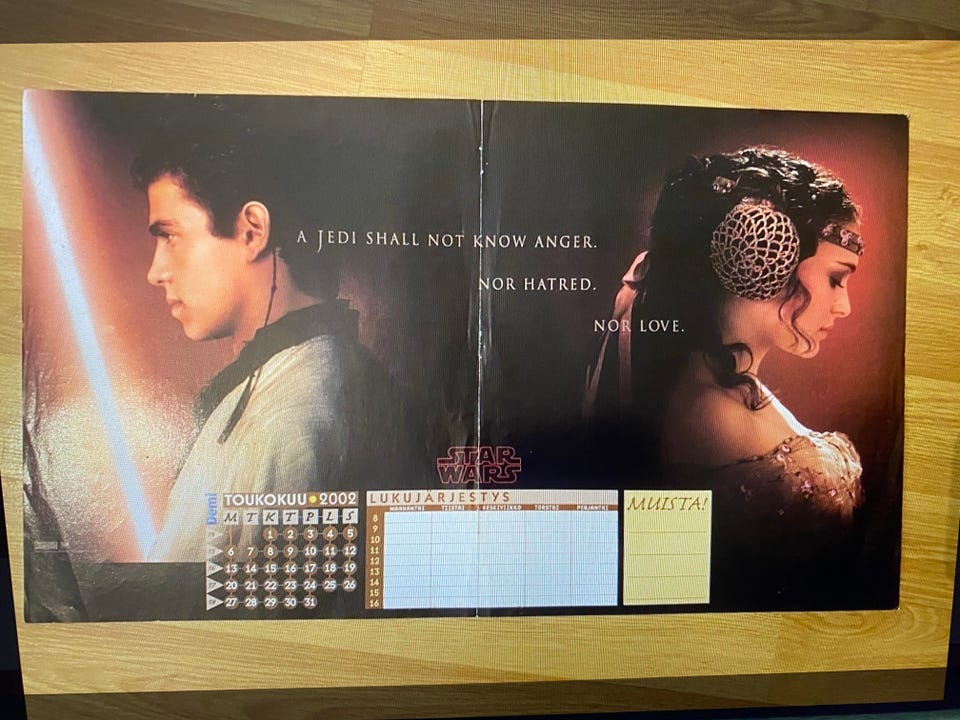 A JEDI SHALL NOT KNOW ANGER.
NOR HATRED.
NOR LOVE.
STAR
WARS
Demi
TOUKOKUU 2002
M T K T P L S
1 2 3 4 5
6 7 8 9 10 11 12
13 14 15 16 17 18 19
20 21 22 23 24 25 26
27 28 29 30 31
LUKUJÄRJESTYS
MAANANTAI TIISTAI KESKIVIIKKO TORSTAI PERJANTAI
8
9
10
11
12
13
14
15
16
MUISTA!